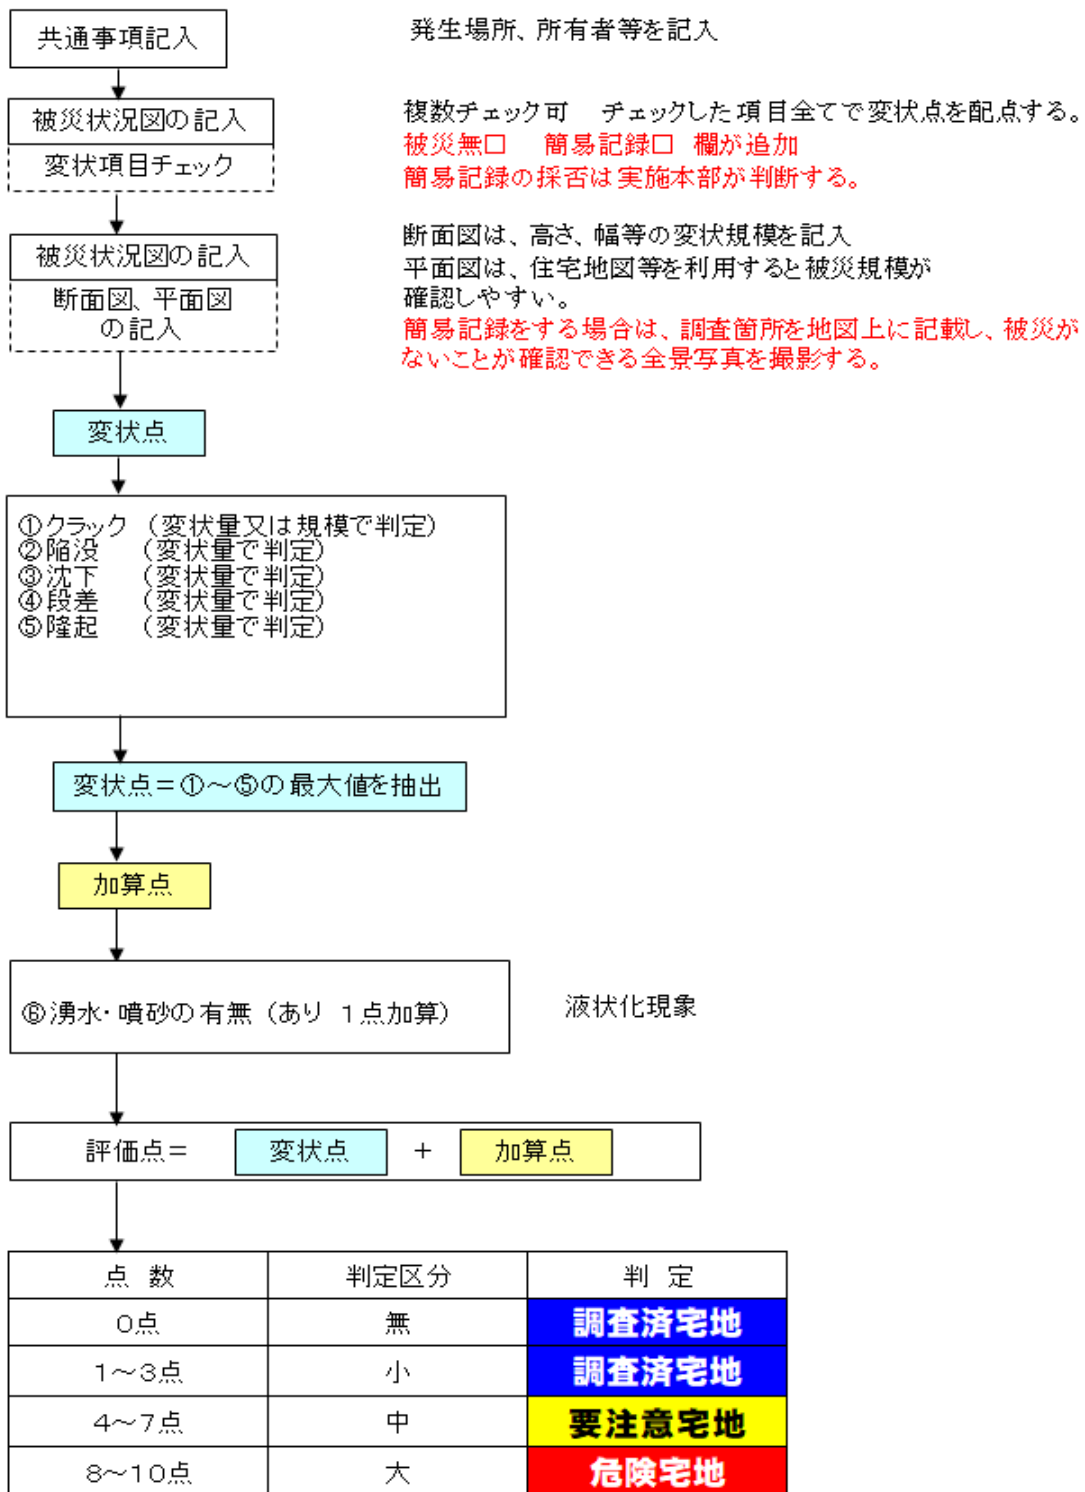 共通事項記入
発生場所、所有者等を記入
被災状況図の記入
変状項目チェック
複数チェック可　チェックした項目全てで変状点を配点する。
被災無□　簡易記録□　欄が追加
簡易記録の採否は実施本部が判断する。
被災状況図の記入
断面図、平面図
の記入
断面図は、高さ、幅等の変状規模を記入
平面図は、住宅地図等を利用すると被災規模が
確認しやすい。
簡易記録をする場合は、調査箇所を地図上に記載し、被災が
ないことが確認できる全景写真を撮影する。
変状点
①クラック （変状量又は規模で判定）
②陥没　（変状量で判定）
③沈下　（変状量で判定）
④段差　（変状量で判定）
⑤隆起　（変状量で判定）
変状点＝①～⑤の最大値を抽出
加算点
⑥湧水・噴砂の有無（あり　１点加算）
液状化現象
評価点＝　変状点　＋　加算点
点　数　判定区分　判　定
０点　無　調査済宅地
１～３点　小　調査済宅地
４～７点　中　要注意宅地
８～１０点　大　危険宅地